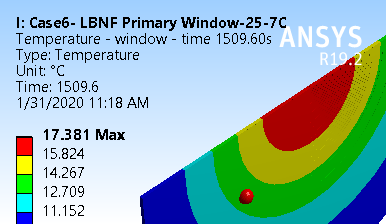 I: Case6- LBNF Primary Window-25-7C
Temperature - window - time 1509.60s
Type: Temperature
Unit: °C
Time: 1509.6
1/31/2020 11:18 AM
ANSYS
R19.2
17.381 Max
15.824
14.267
12.709
11.152